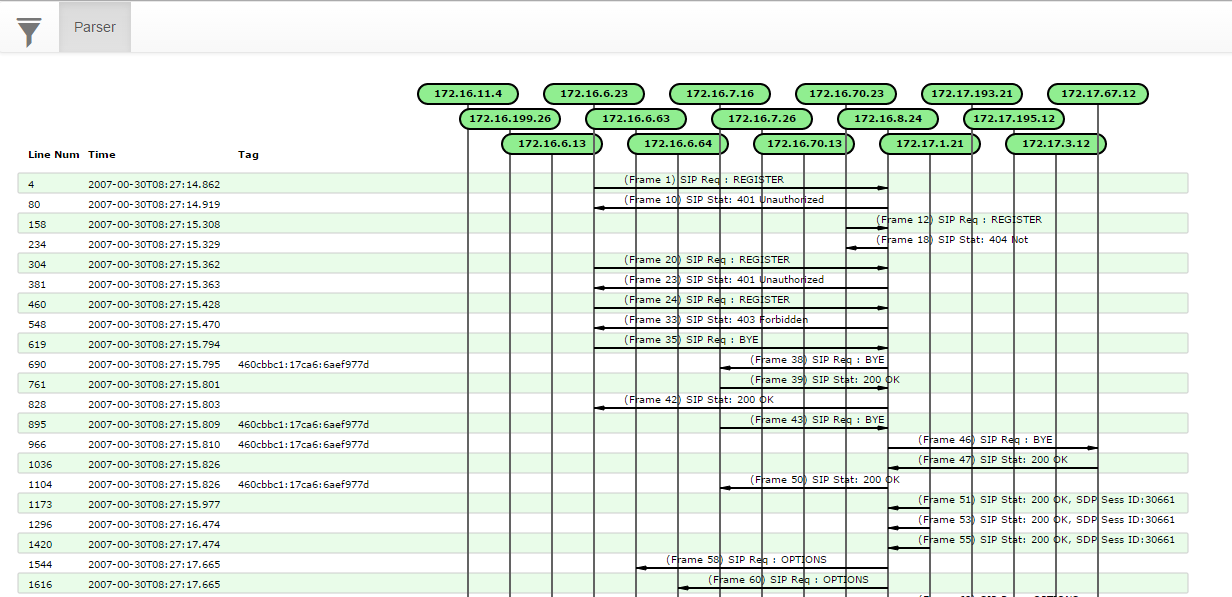 Parser
172.16.11.4 172.16.6.23 172.16.7.16 172.16.70.23 172.17.193.21 172.17.67.12
172.16.199.26 172.16.6.63 172.16.7.26 172.16.8.24 172.17.195.12
172.16.6.13 172.16.6.64 172.16.70.13 172.17.1.21 172.17.3.12
Line Num Time Tag
4 2007-00-30T08:27:14.862 (Frame 1) SIP Req : REGISTER
80 2007-00-30T08:27:14.919 (Frame 10) SIP Stat: 401 Unauthorized
158 2007-00-30T08:27:15.308 (Frame 12) SIP Req : REGISTER
234 2007-00-30T08:27:15.329 (Frame 18) SIP Stat: 404 Not
304 2007-00-30T08:27:15.362 (Frame 20) SIP Req : REGISTER
381 2007-00-30T08:27:15.363 (Frame 23) SIP Stat: 401 Unauthorized
460 2007-00-30T08:27:15.428 (Frame 24) SIP Req : REGISTER
548 2007-00-30T08:27:15.470 (Frame 33) SIP Stat: 403 Forbidden
619 2007-00-30T08:27:15.794 (Frame 35) SIP Req : BYE
690 2007-00-30T08:27:15.795 460cbbc1:17ca6:6aef977d (Frame 38) SIP Req : BYE
761 2007-00-30T08:27:15.801 (Frame 39) SIP Stat: 200 OK
828 2007-00-30T08:27:15.803 (Frame 42) SIP Stat: 200 OK
895 2007-00-30T08:27:15.809 460cbbc1:17ca6:6aef977d (Frame 43) SIP Req : BYE
966 2007-00-30T08:27:15.810 460cbbc1:17ca6:6aef977d (Frame 46) SIP Req : BYE
1036 2007-00-30T08:27:15.826 (Frame 47) SIP Stat: 200 OK
1104 2007-00-30T08:27:15.826 460cbbc1:17ca6:6aef977d (Frame 50) SIP Stat: 200 OK
1173 2007-00-30T08:27:15.977 (Frame 51) SIP Stat: 200 OK, SDP Sess ID:30661
1296 2007-00-30T08:27:16.474 (Frame 53) SIP Stat: 200 OK, SDP Sess ID:30661
1420 2007-00-30T08:27:17.474 (Frame 55) SIP Stat: 200 OK, SDP Sess ID:30661
1544 2007-00-30T08:27:17.665 (Frame 58) SIP Req : OPTIONS
1616 2007-00-30T08:27:17.665 (Frame 60) SIP Req : OPTIONS